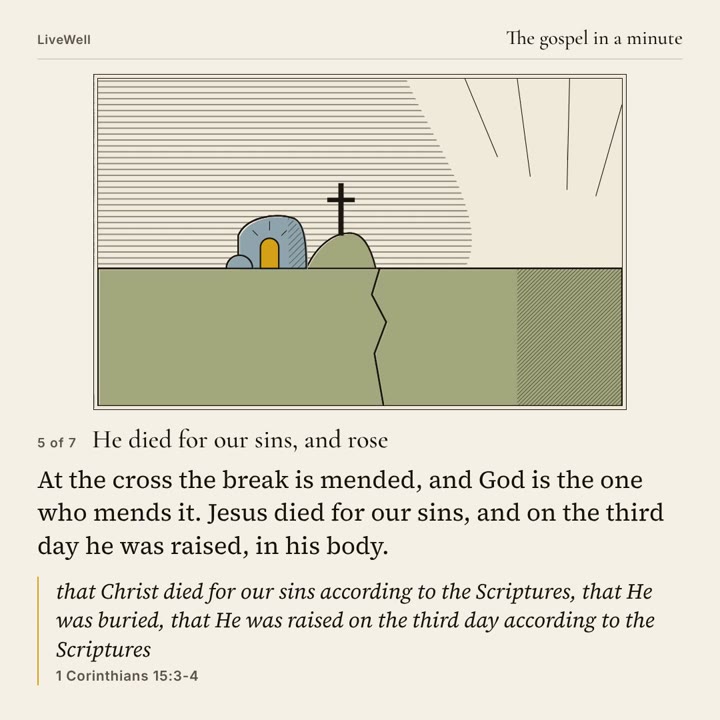 LiveWell
The gospel in a minute
5 of 7 He died for our sins, and rose
At the cross the break is mended, and God is the one
who mends it. Jesus died for our sins, and on the third
day he was raised, in his body.
that Christ died for our sins according to the Scriptures, that He
was buried, that He was raised on the third day according to the
Scriptures
1 Corinthians 15:3-4